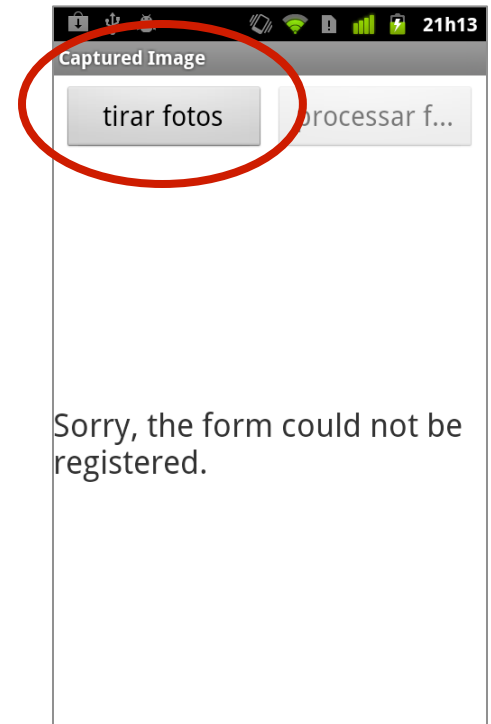 21h13
Captured Image
tirar fotos
processar f...
Sorry, the form could not be
registered.